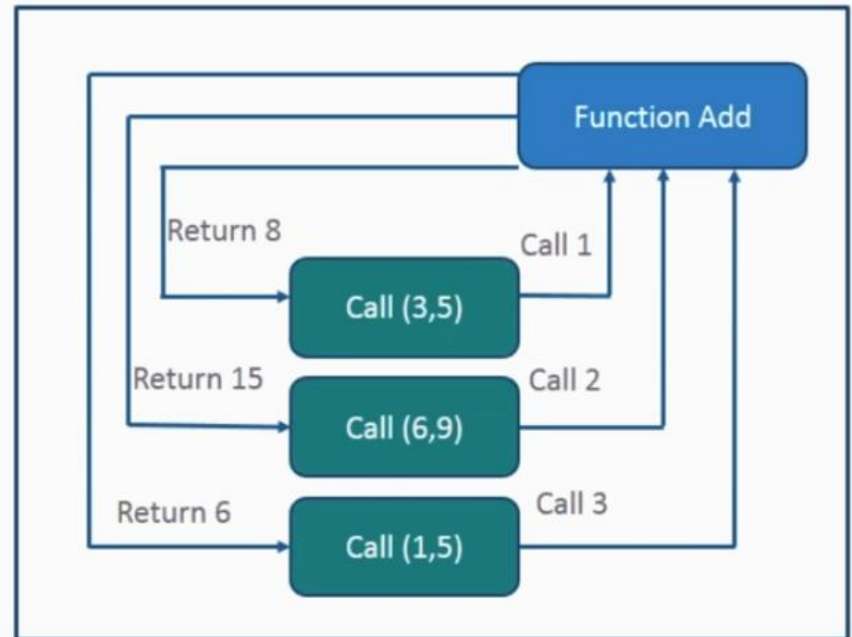 Function Add
Return 8
Call 1
Call (3,5)
Return 15
Call 2
Call (6,9)
Return 6
Call 3
Call (1,5)